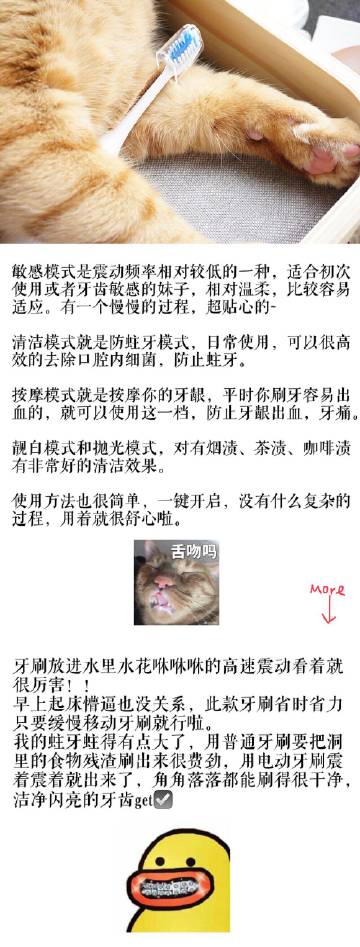 敏感模式是震动频率相对较低的一种，适合初次
使用或者牙齿敏感的妹子，相对温柔，比较容易
适应。有一个慢慢的过程，超贴心的~
清洁模式就是防蛀牙模式，日常使用，可以很高
效的去除口腔内细菌，防止蛀牙。
按摩模式就是按摩你的牙龈，平时你刷牙容易出
血的，就可以使用这一档，防止牙龈出血，牙痛。
靓白模式和抛光模式，对有烟渍、茶渍、咖啡渍
有非常好的清洁效果。
使用方法也很简单，一键开启，没有什么复杂的
过程，用着就很舒心啦。
舌吻吗
More
牙刷放进水里水花咻咻咻的高速震动看着就
很厉害！！
早上起床懵逼也没关系，此款牙刷省时省力
只要缓慢移动牙刷就行啦。
我的蛀牙蛀得有点大了，用普通牙刷要把洞
里的食物残渣刷出来很费劲，用电动牙刷震
着震着就出来了，角角落落都能刷得很干净，
洁净闪亮的牙齿get☑